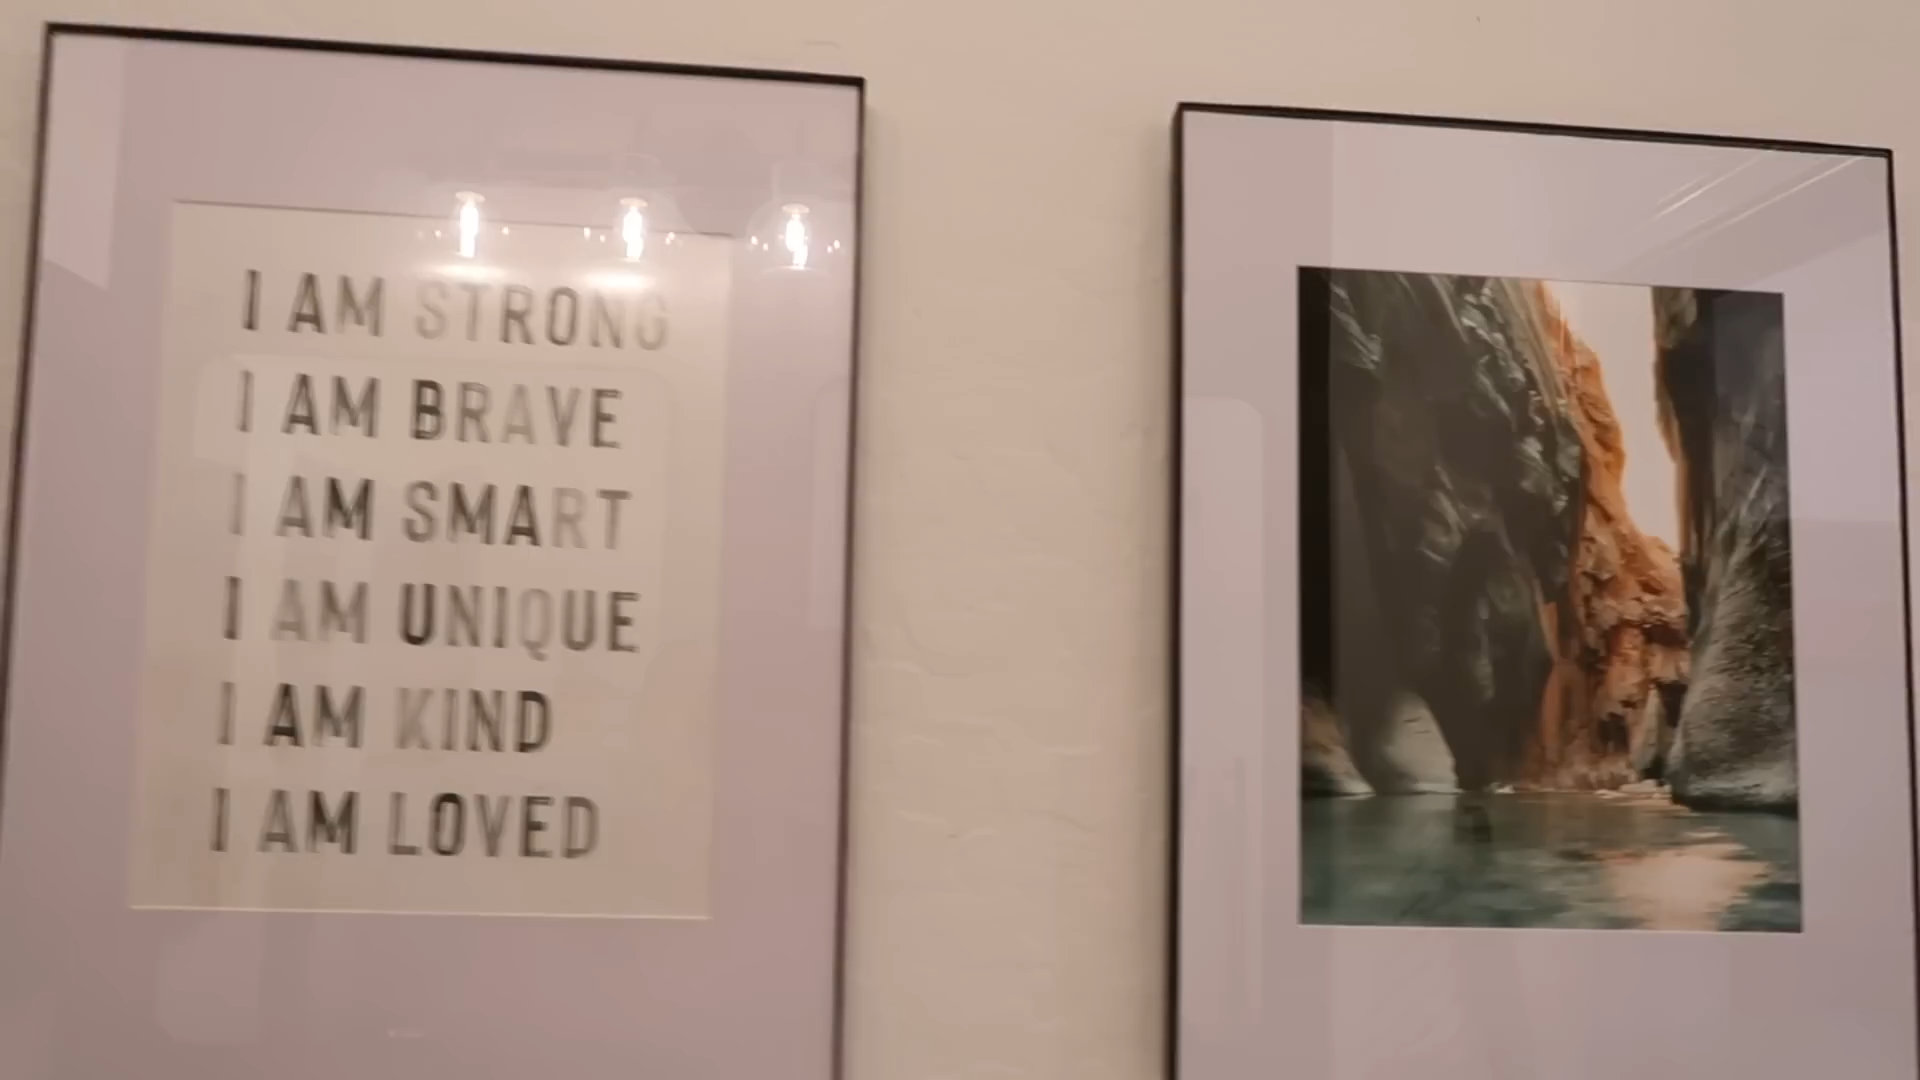 I AM STRONG
I AM BRAVE
I AM SMART
I AM UNIQUE
I AM KIND
I AM LOVED